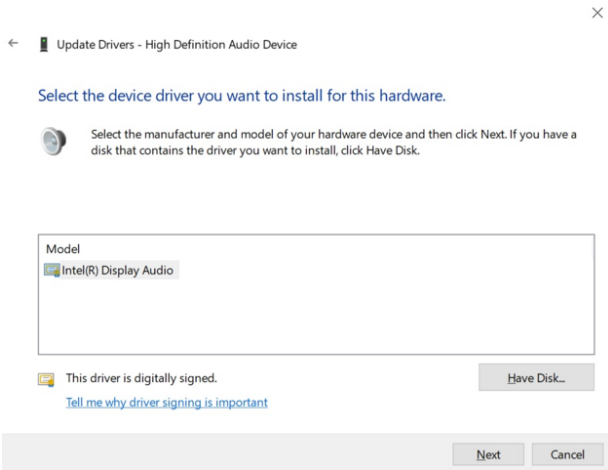 Update Drivers - High Definition Audio Device
Select the device driver you want to install for this hardware.
Select the manufacturer and model of your hardware device and then click Next. If you have a
disk that contains the driver you want to install, click Have Disk.
Model
Intel(R) Display Audio
This driver is digitally signed.
Have Disk...
Tell me why driver signing is important
Next
Cancel